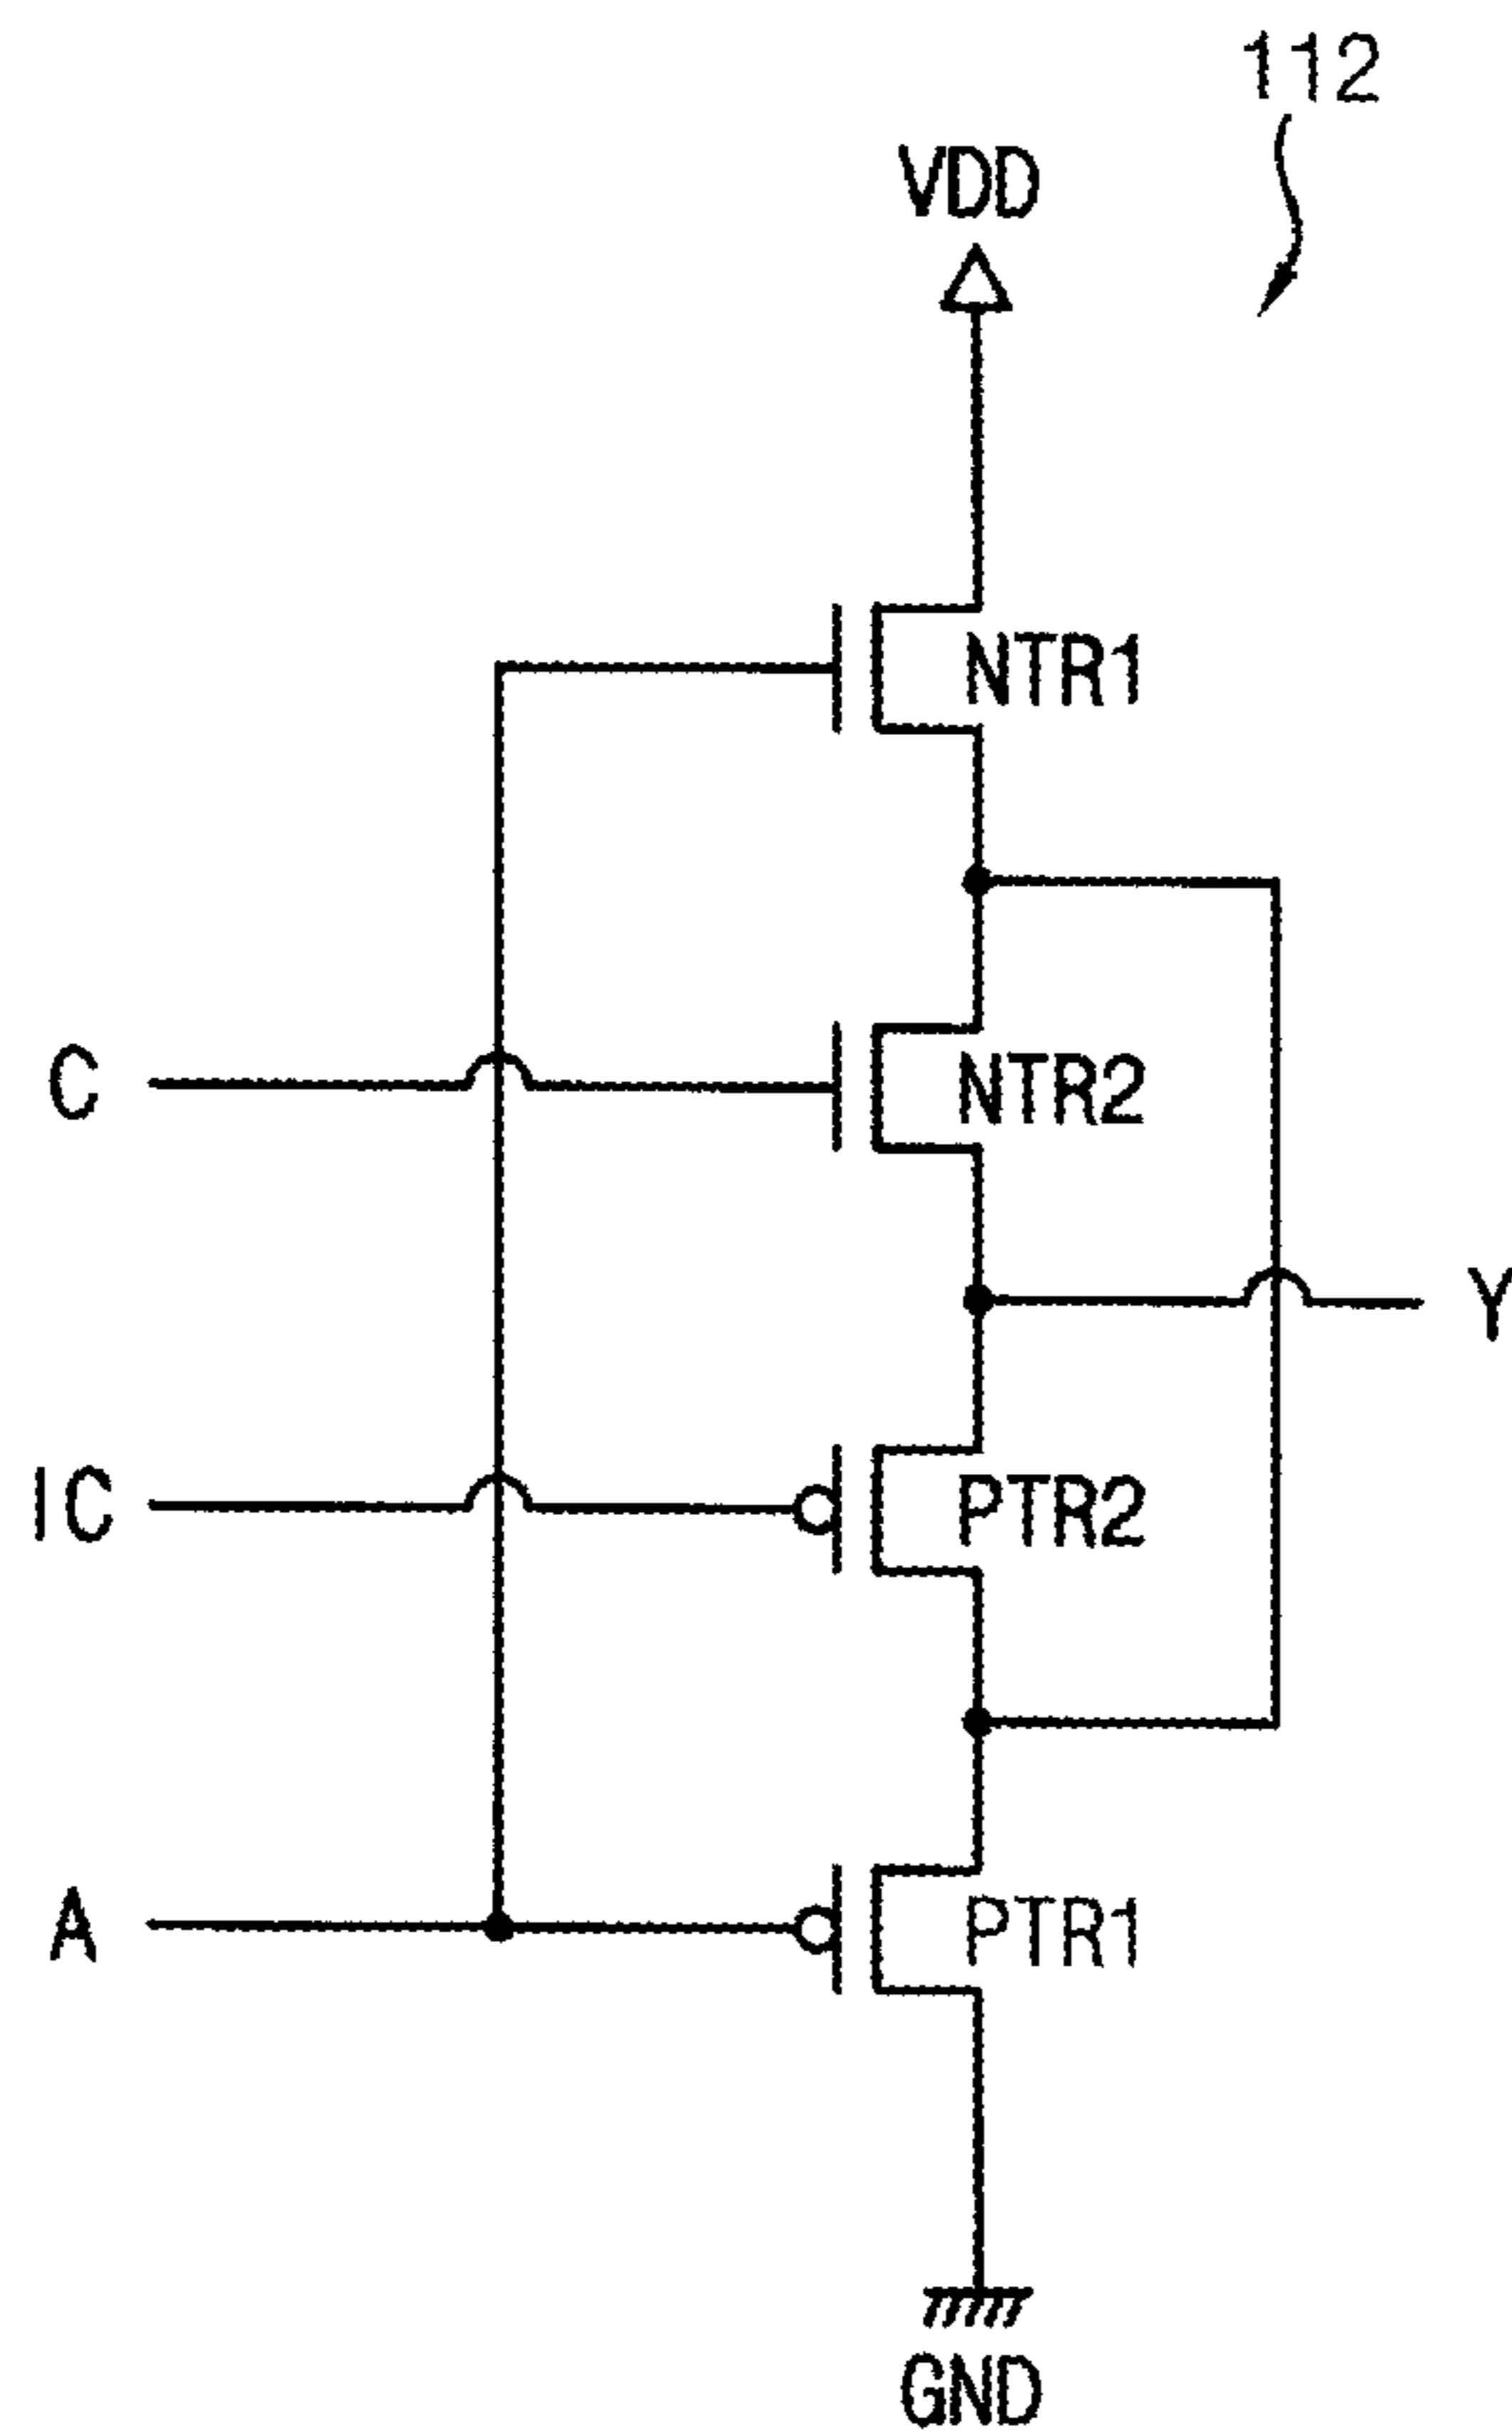 112
VDD
NTR1
C
NTR2
Y
IC
PTR2
A
PTR1
GND